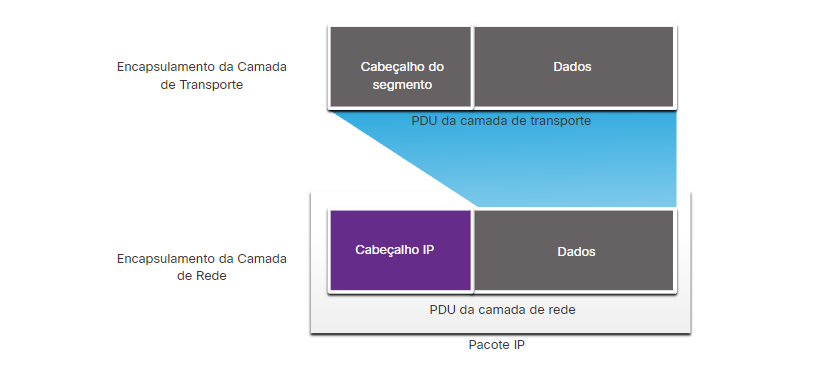 Encapsulamento da Camada
de Transporte
Cabeçalho do
segmento
Dados
PDU da camada de transporte
Encapsulamento da Camada
de Rede
Cabeçalho IP
Dados
PDU da camada de rede
Pacote IP